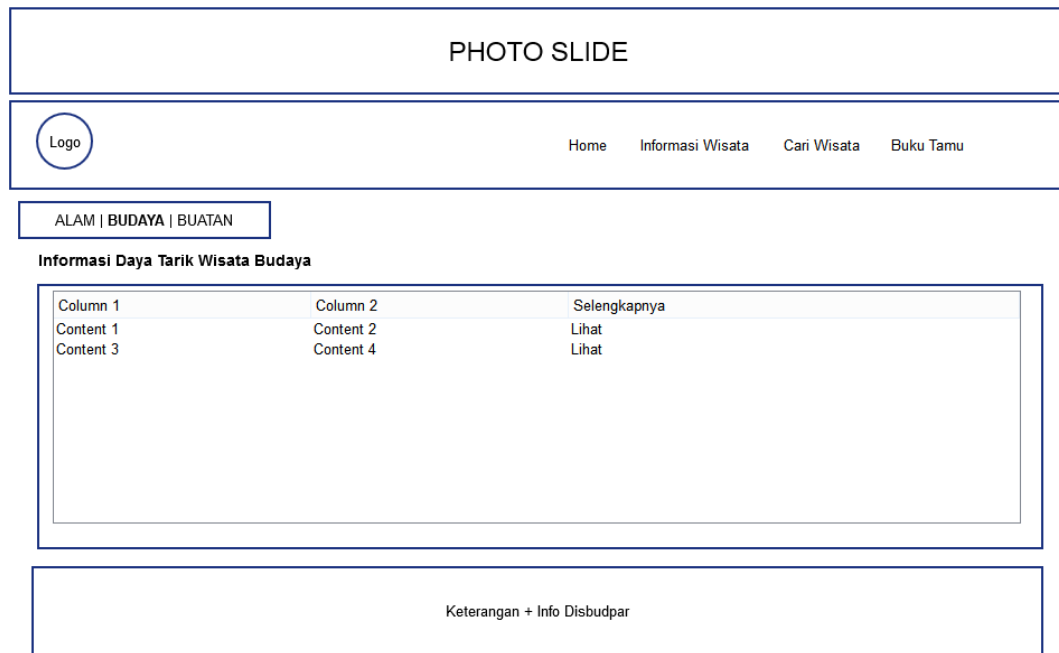 PHOTO SLIDE
Logo
Home Informasi Wisata Cari Wisata Buku Tamu
ALAM | BUDAYA | BUATAN
Informasi Daya Tarik Wisata Budaya
Column 1 Column 2 Selengkapnya
Content 1 Content 2 Lihat
Content 3 Content 4 Lihat
Keterangan + Info Disbudpar